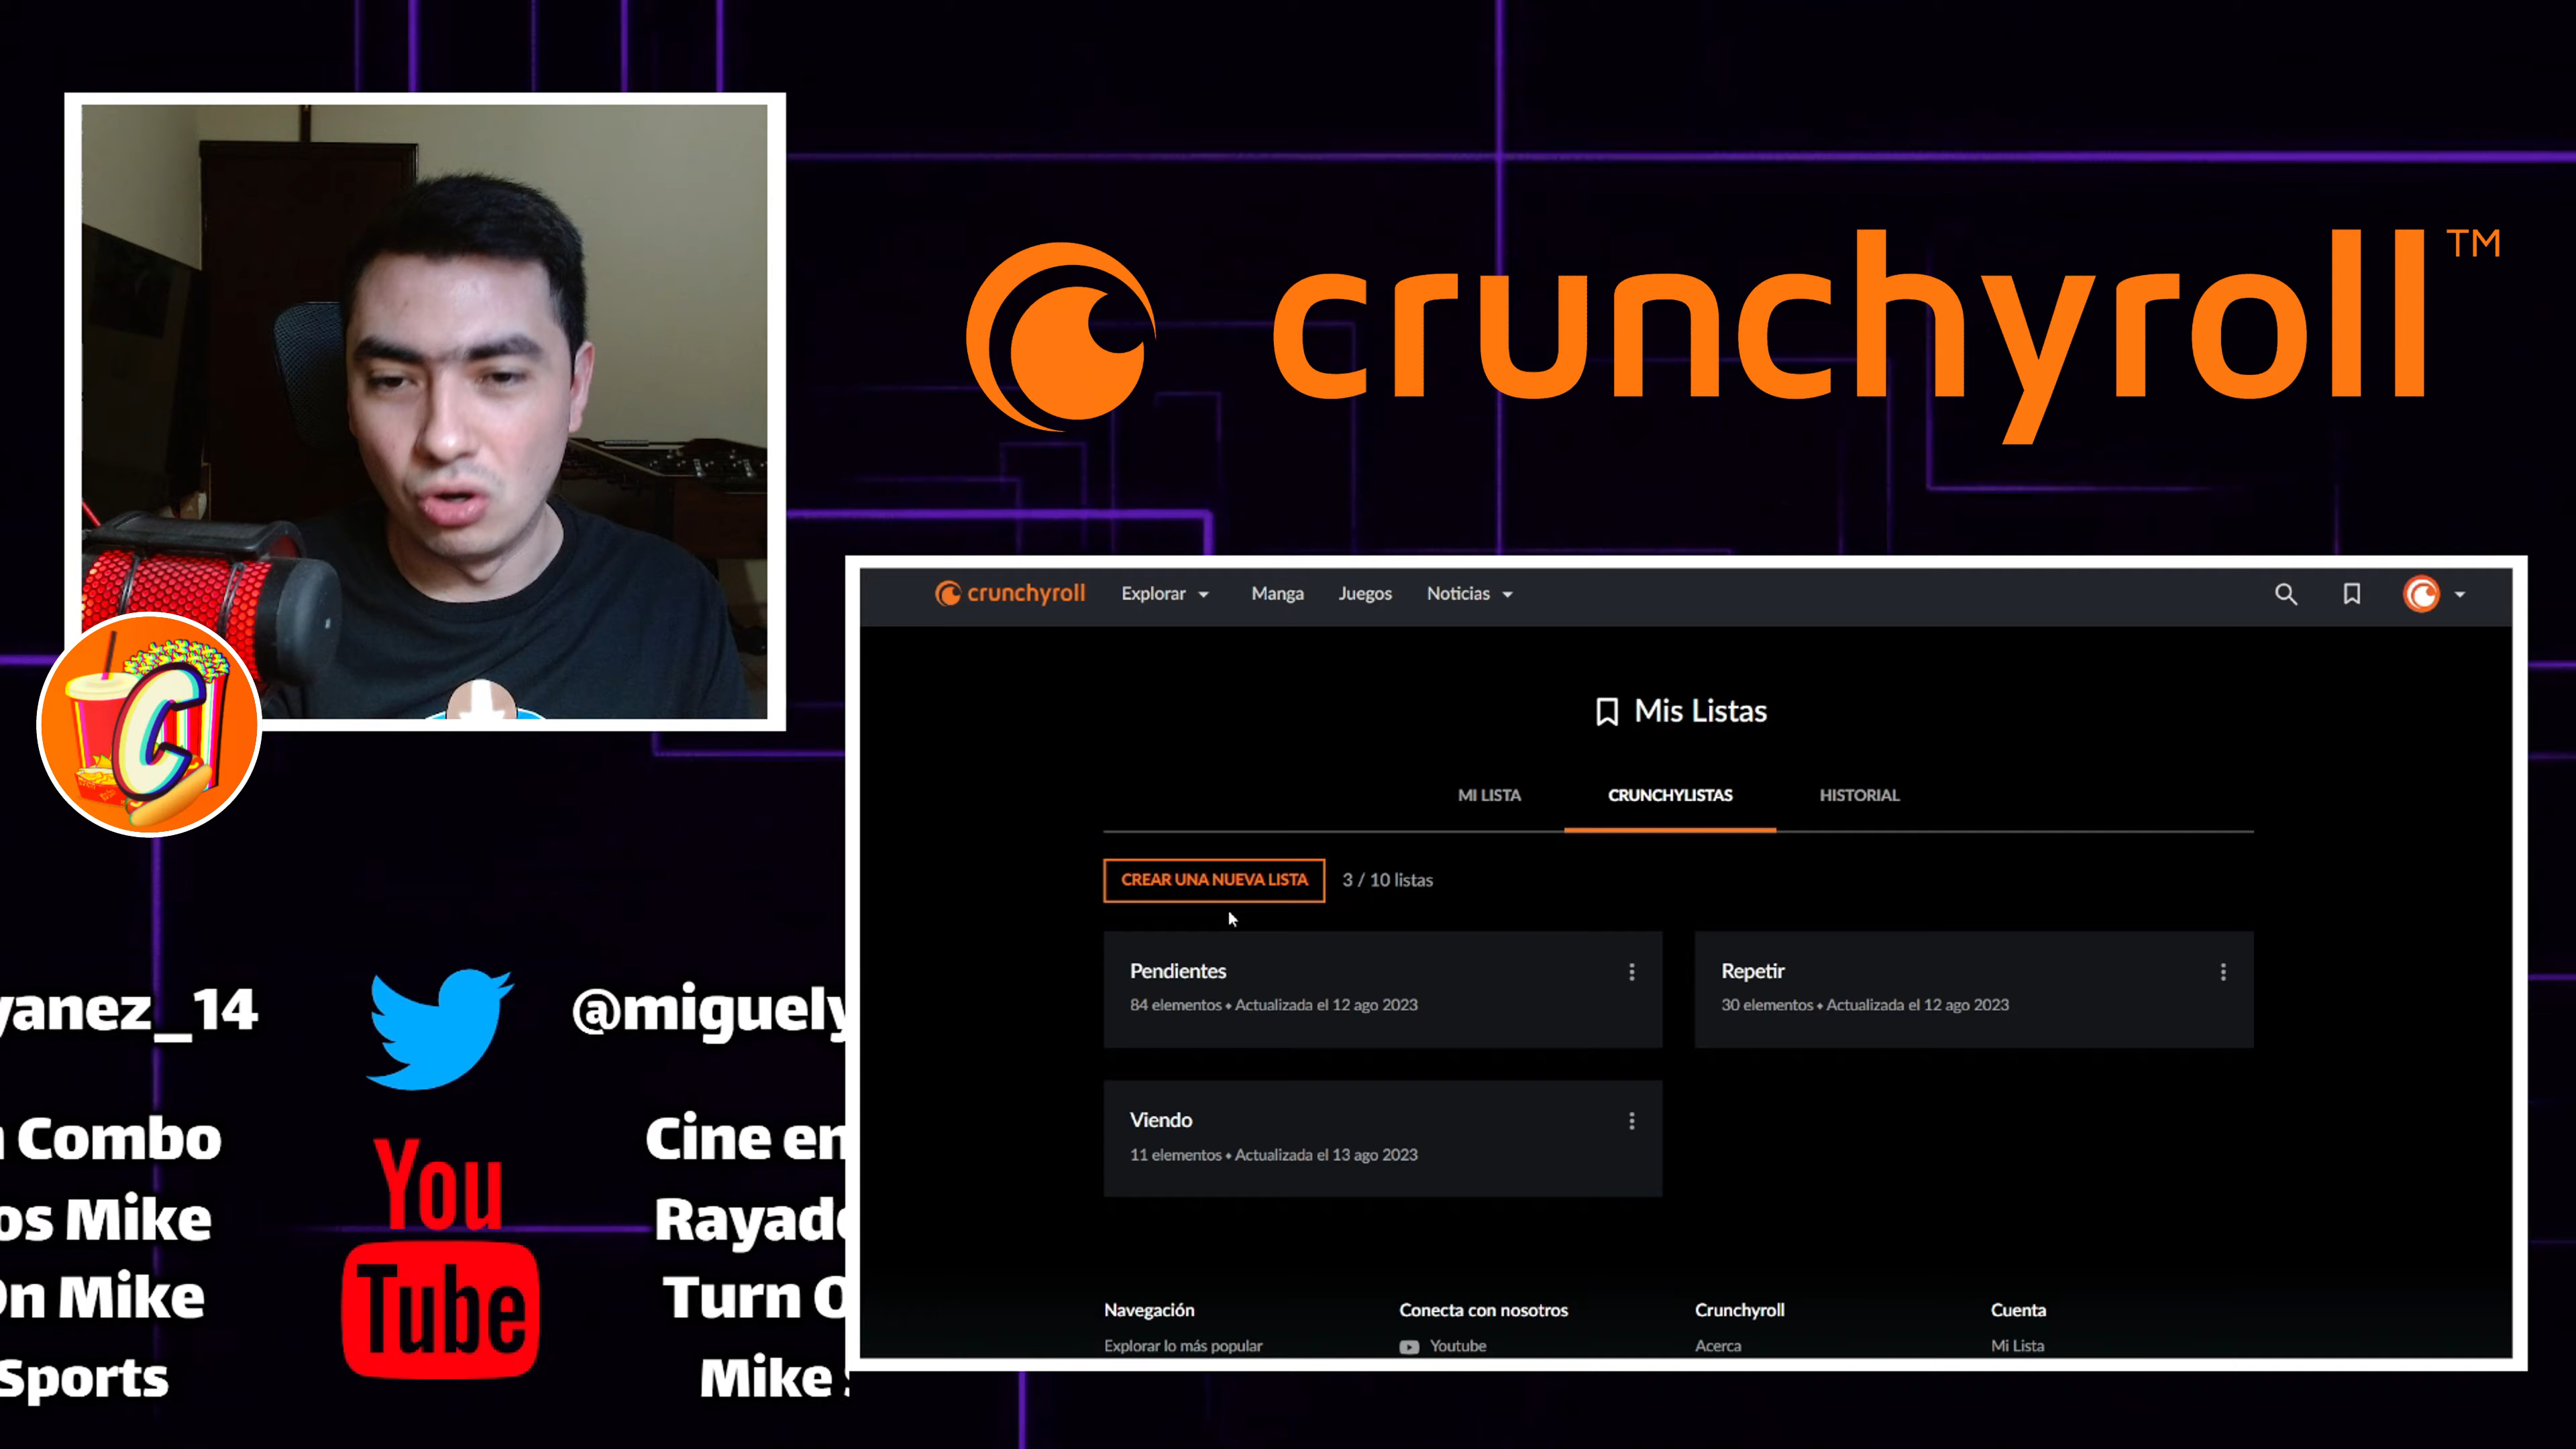 crunchyroll™
crunchyroll Explorar Manga Juegos Noticias
Mis Listas
MI LISTA CRUNCHYLISTAS HISTORIAL
CREAR UNA NUEVA LISTA 3 / 10 listas
Pendientes
84 elementos • Actualizada el 12 ago 2023
Repetir
30 elementos • Actualizada el 12 ago 2023
Viendo
11 elementos • Actualizada el 13 ago 2023
Navegación
Explorar lo más popular
Conecta con nosotros
Youtube
Crunchyroll
Acerca
Cuenta
Mi Lista
C
yanez_14
@miguely
Combo
os Mike
On Mike
Sports
You
Tube
Cine en
Rayado
Turn O
Mike S